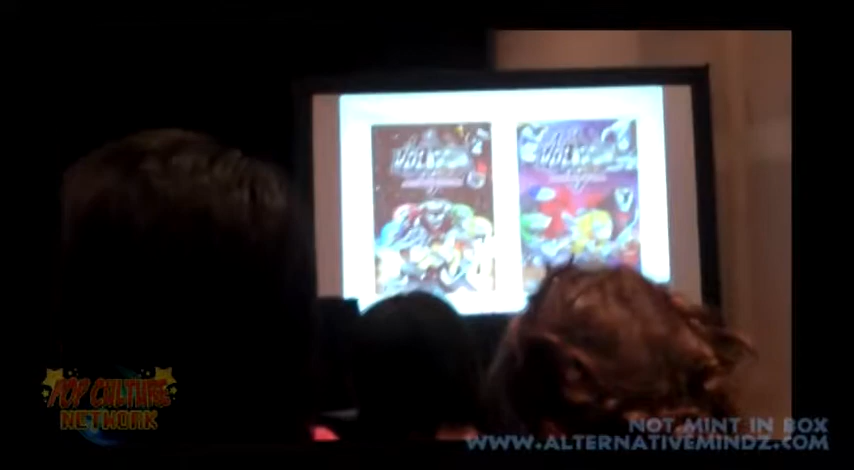 POP CULTURE
NETWORK
NOT MINT IN BOX
WWW.ALTERNATIVEMINDZ.COM